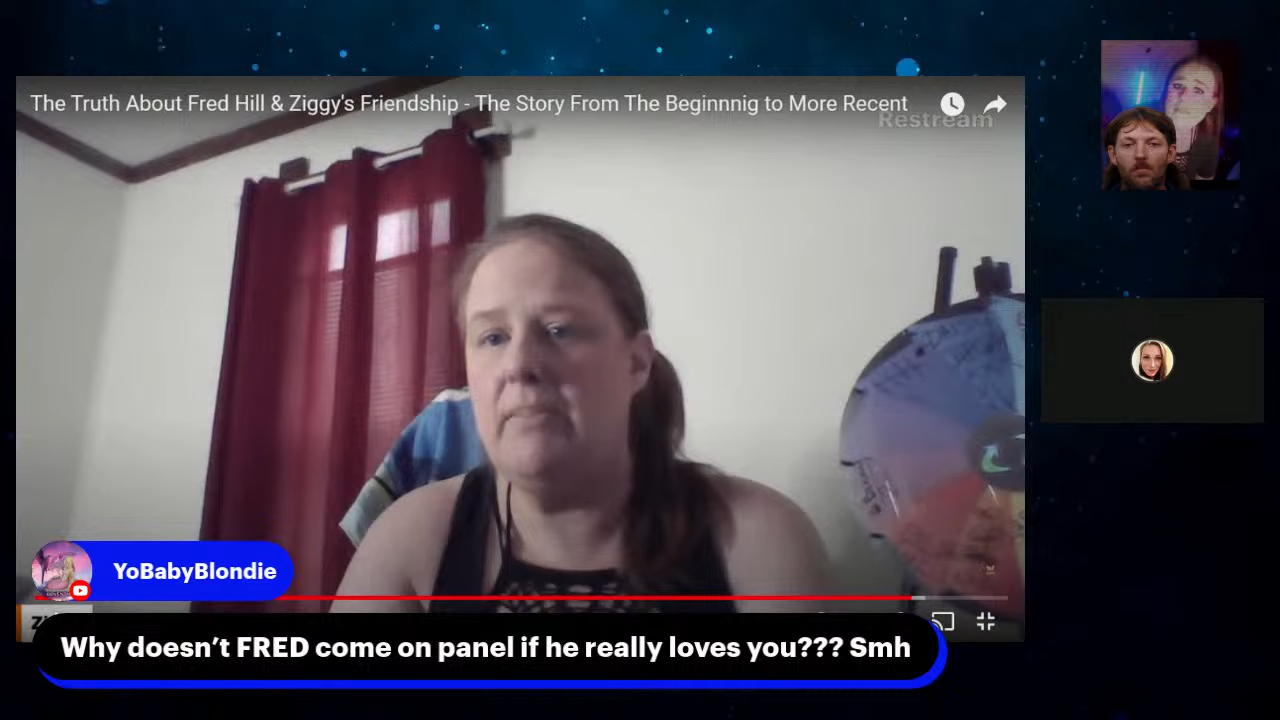 The Truth About Fred Hill & Ziggy's Friendship - The Story From The Beginnnig to More Recent
Restream
YoBabyBlondie
Why doesn’t FRED come on panel if he really loves you??? Smh